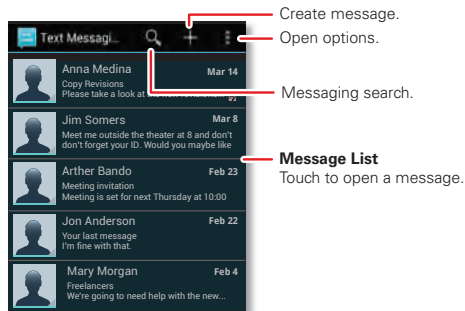 Create message.
Text Messagi...
Open options.
Anna Medina
Mar 14
Copy Revisions
Please take a look at the new
Messaging search.
Jim Somers
Mar 8
Meet me outside the theater at 8 and don't
don't forget your ID. Would you maybe like
Message List
Touch to open a message.
Arther Bando
Feb 23
Meeting invitation
Meeting is set for next Thursday at 10:00
Jon Anderson
Feb 22
Your last message
I'm fine with that.
Mary Morgan
Feb 4
Freelancers
We're going to need help with the new...